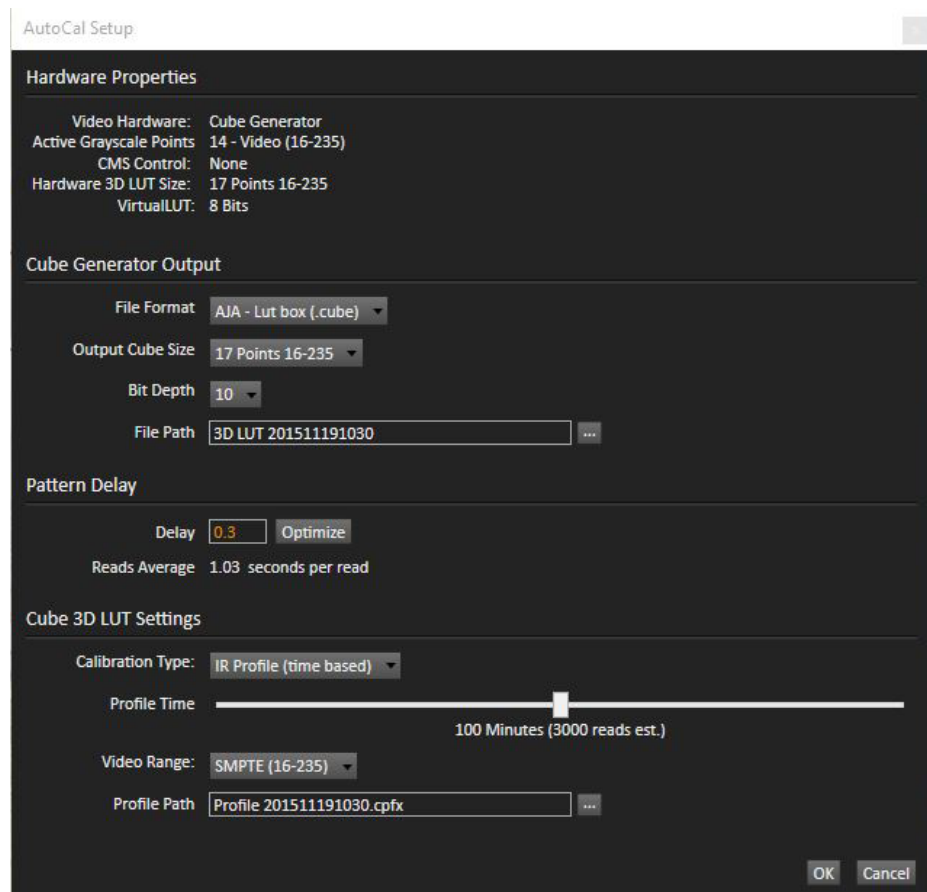 AutoCal Setup
Hardware Properties
Video Hardware: Cube Generator
Active Grayscale Points 14 - Video (16-235)
CMS Control: None
Hardware 3D LUT Size: 17 Points 16-235
VirtualLUT: 8 Bits
Cube Generator Output
File Format AJA - Lut box (.cube)
Output Cube Size 17 Points 16-235
Bit Depth 10
File Path 3D LUT 201511191030 ...
Pattern Delay
Delay 0.3 Optimize
Reads Average 1.03 seconds per read
Cube 3D LUT Settings
Calibration Type: IR Profile (time based)
Profile Time
100 Minutes (3000 reads est.)
Video Range: SMPTE (16-235)
Profile Path Profile 201511191030.cpfx ...
OK Cancel